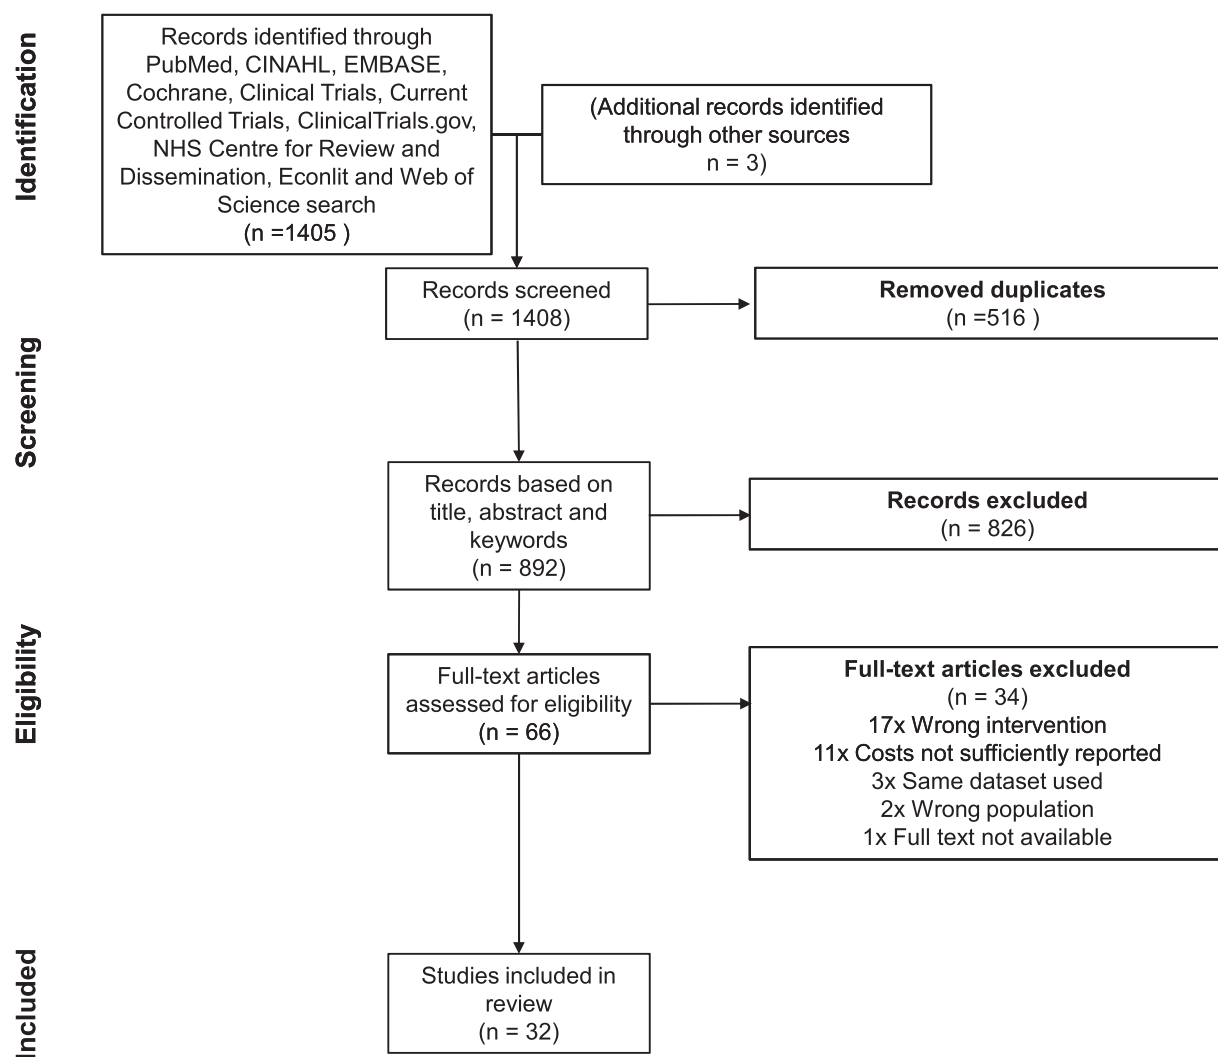 Identification
Records identified through
PubMed, CINAHL, EMBASE,
Cochrane, Clinical Trials, Current
Controlled Trials, ClinicalTrials.gov,
NHS Centre for Review and
Dissemination, Econlit and Web of
Science search
(n =1405 )
(Additional records identified
through other sources
n = 3)
Screening
Records screened
(n = 1408)
Removed duplicates
(n =516 )
Records based on
title, abstract and
keywords
(n = 892)
Records excluded
(n = 826)
Eligibility
Full-text articles
assessed for eligibility
(n = 66)
Full-text articles excluded
(n = 34)
17x Wrong intervention
11x Costs not sufficiently reported
3x Same dataset used
2x Wrong population
1x Full text not available
Included
Studies included in
review
(n = 32)